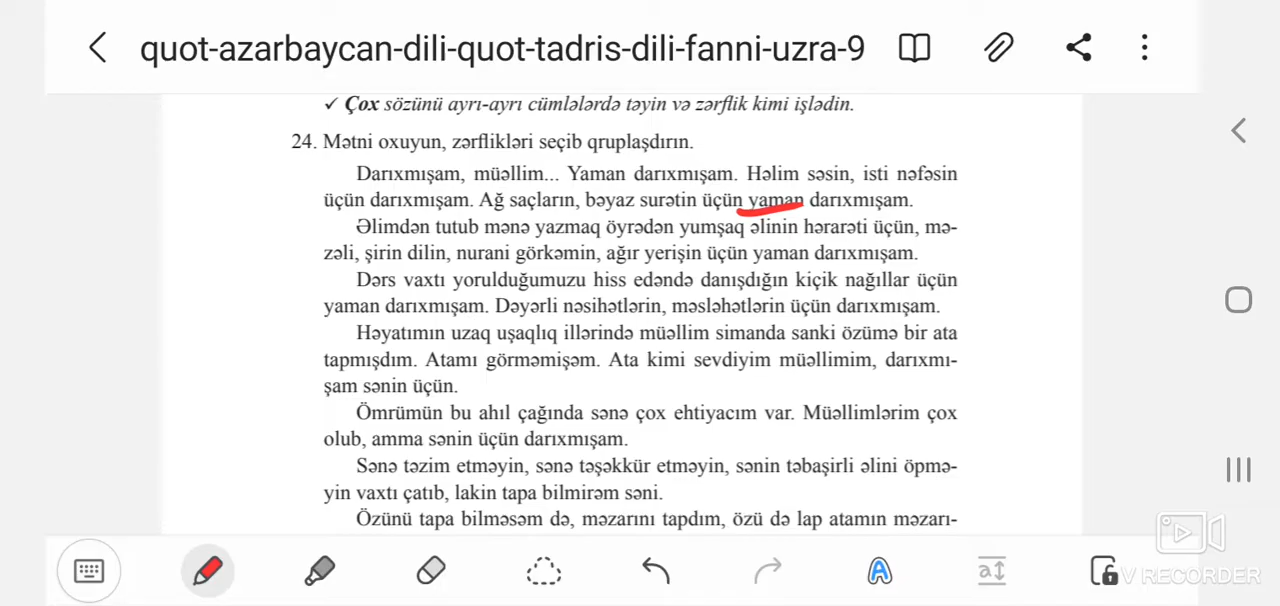 quot-azarbaycan-dili-quot-tadris-dili-fanni-uzra-9
✓ Çox sözünü ayrı-ayrı cümlələrdə təyin və zərflik kimi işlədin.
24. Mətni oxuyun, zərflikləri seçib qruplaşdırın.
Darıxmışam, müəllim... Yaman darıxmışam. Həlim səsin, isti nəfəsin
üçün darıxmışam. Ağ saçların, bəyaz surətin üçün yaman darıxmışam.
Əlimdən tutub mənə yazmaq öyrədən yumşaq əlinin hərarəti üçün, mə-
zəli, şirin dilin, nurani görkəmin, ağır yerişin üçün yaman darıxmışam.
Dərs vaxtı yorulduğumuzu hiss edəndə danışdığın kiçik nağıllar üçün
yaman darıxmışam. Dəyərli nəsihətlərin, məsləhətlərin üçün darıxmışam.
Həyatımın uzaq uşaqlıq illərində müəllim simanda sanki özümə bir ata
tapmışdım. Atamı görməmişəm. Ata kimi sevdiyim müəllimim, darıxmı-
şam sənin üçün.
Ömrümün bu ahıl çağında sənə çox ehtiyacım var. Müəllimlərim çox
olub, amma sənin üçün darıxmışam.
Sənə təzim etməyin, sənə təşəkkür etməyin, sənin təbaşirli əlini öpmə-
yin vaxtı çatıb, lakin tapa bilmirəm səni.
Özünü tapa bilməsəm də, məzarını tapdım, özü də lap atamın məzarı-
V RECORDER